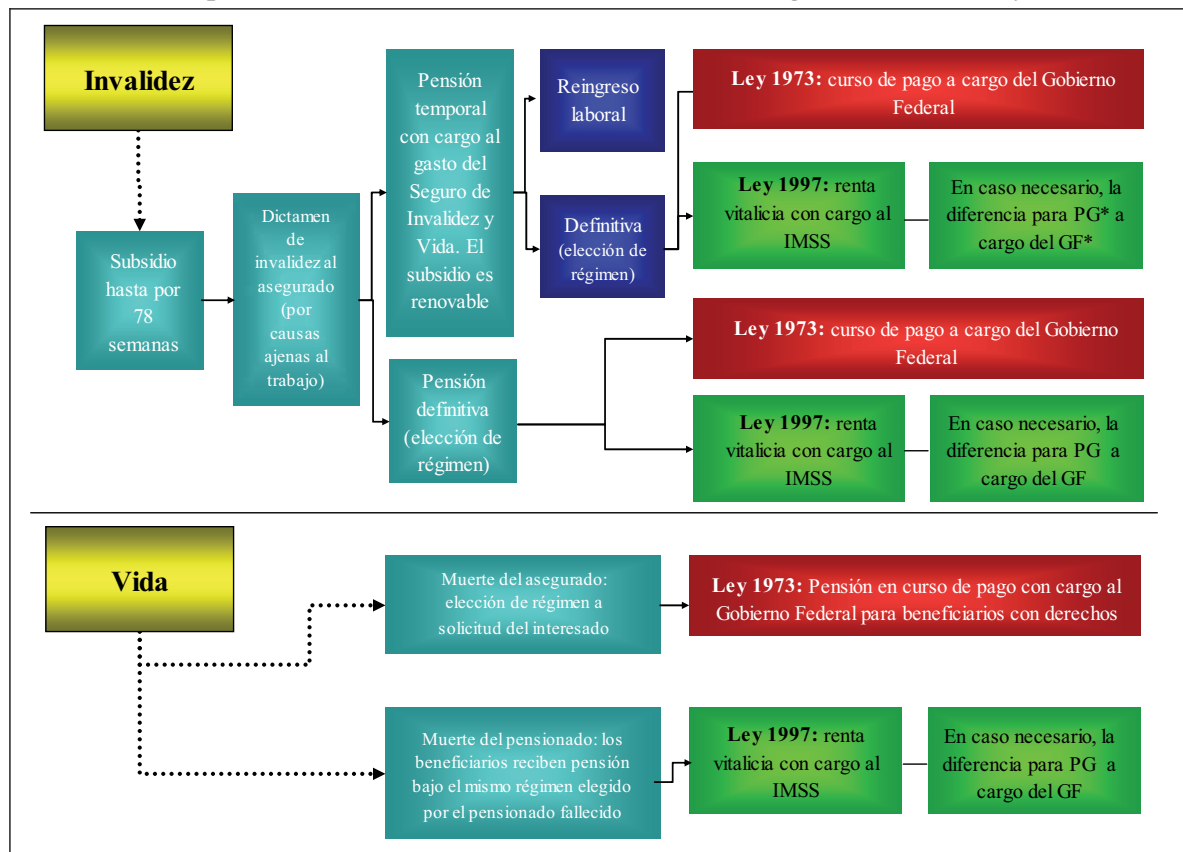 Invalidez
Subsidio
hasta por
78
semanas
Dictamen
de
invalidez al
asegurado
(por
causas
ajenas al
trabajo)
Pensión
temporal
con cargo al
gasto del
Seguro de
Invalidez y
Vida. El
subsidio es
renovable
Reingreso
laboral
Definitiva
(elección de
régimen)
Ley 1973: curso de pago a cargo del Gobierno
Federal
Ley 1997: renta
vitalicia con cargo al
IMSS
En caso necesario, la
diferencia para PG* a
cargo del GF*
Pensión
definitiva
(elección de
régimen)
Ley 1973: curso de pago a cargo del Gobierno
Federal
Ley 1997: renta
vitalicia con cargo al
IMSS
En caso necesario, la
diferencia para PG a
cargo del GF
Vida
Muerte del asegurado:
elección de régimen a
solicitud del interesado
Ley 1973: Pensión en curso de pago con cargo al
Gobierno Federal para beneficiarios con derechos
Muerte del pensionado: los
beneficiarios reciben pensión
bajo el mismo régimen elegido
por el pensionado fallecido
Ley 1997: renta
vitalicia con cargo al
IMSS
En caso necesario, la
diferencia para PG a
cargo del GF